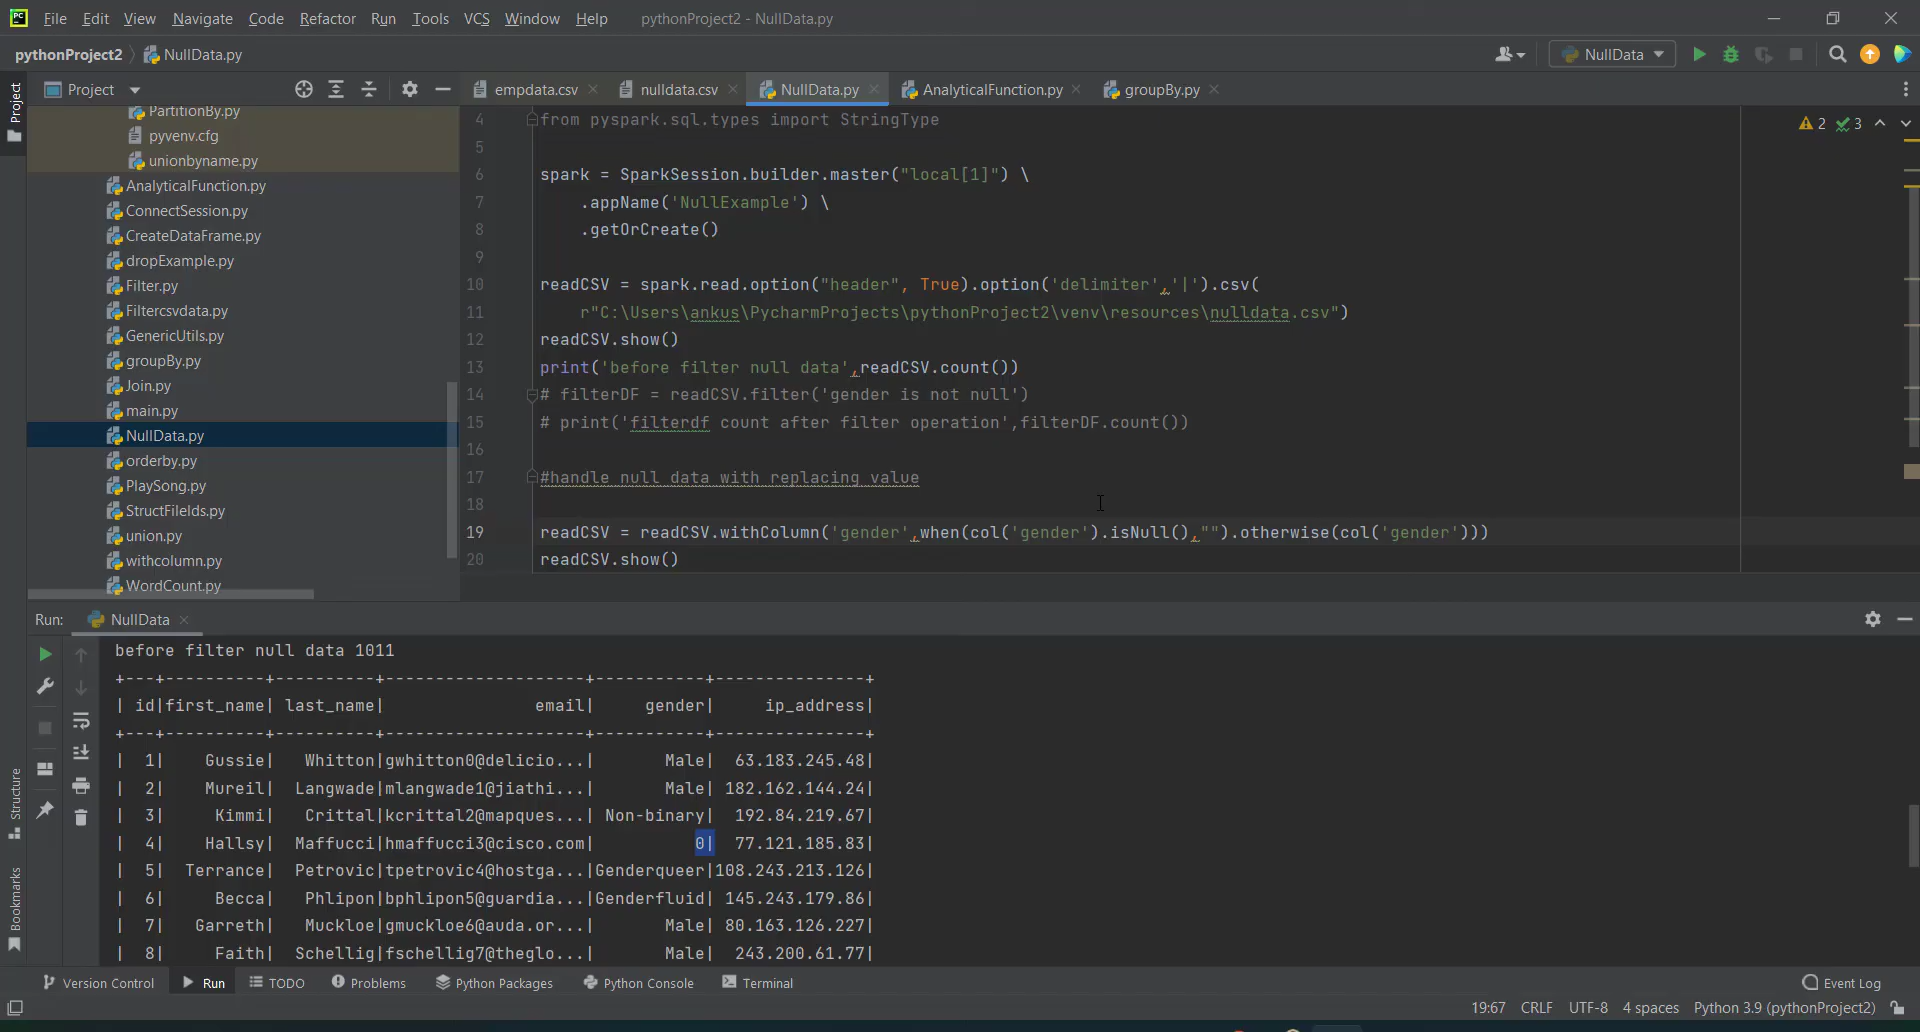 File Edit View Navigate Code Refactor Run Tools VCS Window Help pythonProject2 - NullData.py
pythonProject2 NullData.py NullData
Project
Project empdata.csv nulldata.csv NullData.py AnalyticalFunction.py groupBy.py
PartitionBy.py
pyvenv.cfg
unionbyname.py
AnalyticalFunction.py
ConnectSession.py
CreateDataFrame.py
dropExample.py
Filter.py
Filtercsvdata.py
GenericUtils.py
groupBy.py
Join.py
main.py
NullData.py
orderby.py
PlaySong.py
StructFileIds.py
union.py
withcolumn.py
WordCount.py
2 3
4 from pyspark.sql.types import StringType
5
6 spark = SparkSession.builder.master("local[1]") \
7 .appName('NullExample') \
8 .getOrCreate()
9
10 readCSV = spark.read.option("header", True).option('delimiter','|').csv(
11 r"C:\Users\ankus\PycharmProjects\pythonProject2\venv\resources\nulldata.csv")
12 readCSV.show()
13 print('before filter null data',readCSV.count())
14 # filterDF = readCSV.filter('gender is not null')
15 # print('filterdf count after filter operation',filterDF.count())
16
17 #handle null data with replacing value
18
19 readCSV = readCSV.withColumn('gender',when(col('gender').isNull(),"").otherwise(col('gender')))
20 readCSV.show()
Run: NullData
before filter null data 1011
+---+----------+----------+--------------------+-----------+---------------+
| id|first_name| last_name|               email|     gender|     ip_address|
+---+----------+----------+--------------------+-----------+---------------+
|  1|    Gussie|   Whitton|gwhitton0@delicio...|       Male|  63.183.245.48|
|  2|    Mureil|  Langwade|mlangwade1@jiathi...|       Male| 182.162.144.24|
|  3|     Kimmi|   Crittal|kcrittal2@mapques...| Non-binary|  192.84.219.67|
|  4|    Hallsy|  Maffucci|hmaffucci3@cisco.com|          0|  77.121.185.83|
|  5|  Terrance|  Petrovic|tpetrovic4@hostga...|Genderqueer|108.243.213.126|
|  6|     Becca|   Phlipon|bphlipon5@guardia...|Genderfluid| 145.243.179.86|
|  7|   Garreth|   Muckloe|gmuckloe6@auda.or...|       Male| 80.163.126.227|
|  8|     Faith|  Schellig|fschellig7@theglo...|       Male|  243.200.61.77|
Structure
Bookmarks
Version Control Run TODO Problems Python Packages Python Console Terminal Event Log
19:67 CRLF UTF-8 4 spaces Python 3.9 (pythonProject2)